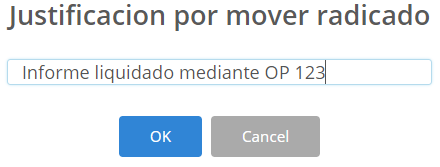 Justificacion por mover radicado
Informe liquidado mediante OP 123
OK
Cancel